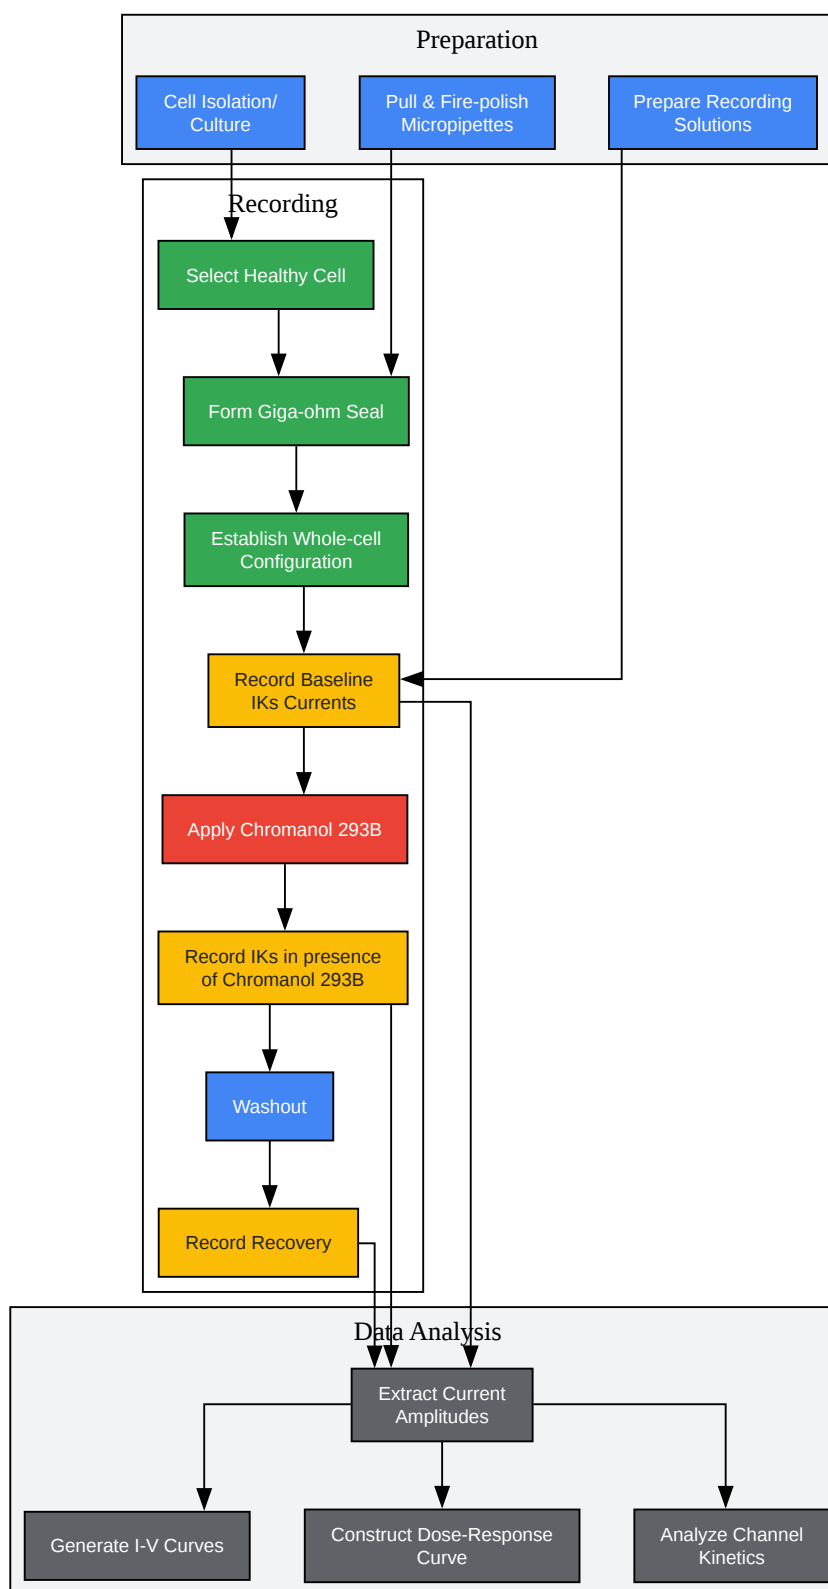 Preparation
Cell Isolation/
Culture
Pull & Fire-polish
Micropipettes
Prepare Recording
Solutions
Recording
Select Healthy Cell
Form Giga-ohm Seal
Establish Whole-cell
Configuration
Record Baseline
IKs Currents
Apply Chromanol 293B
Record IKs in presence
of Chromanol 293B
Washout
Record Recovery
Data Analysis
Extract Current
Amplitudes
Generate I-V Curves
Construct Dose-Response
Curve
Analyze Channel
Kinetics